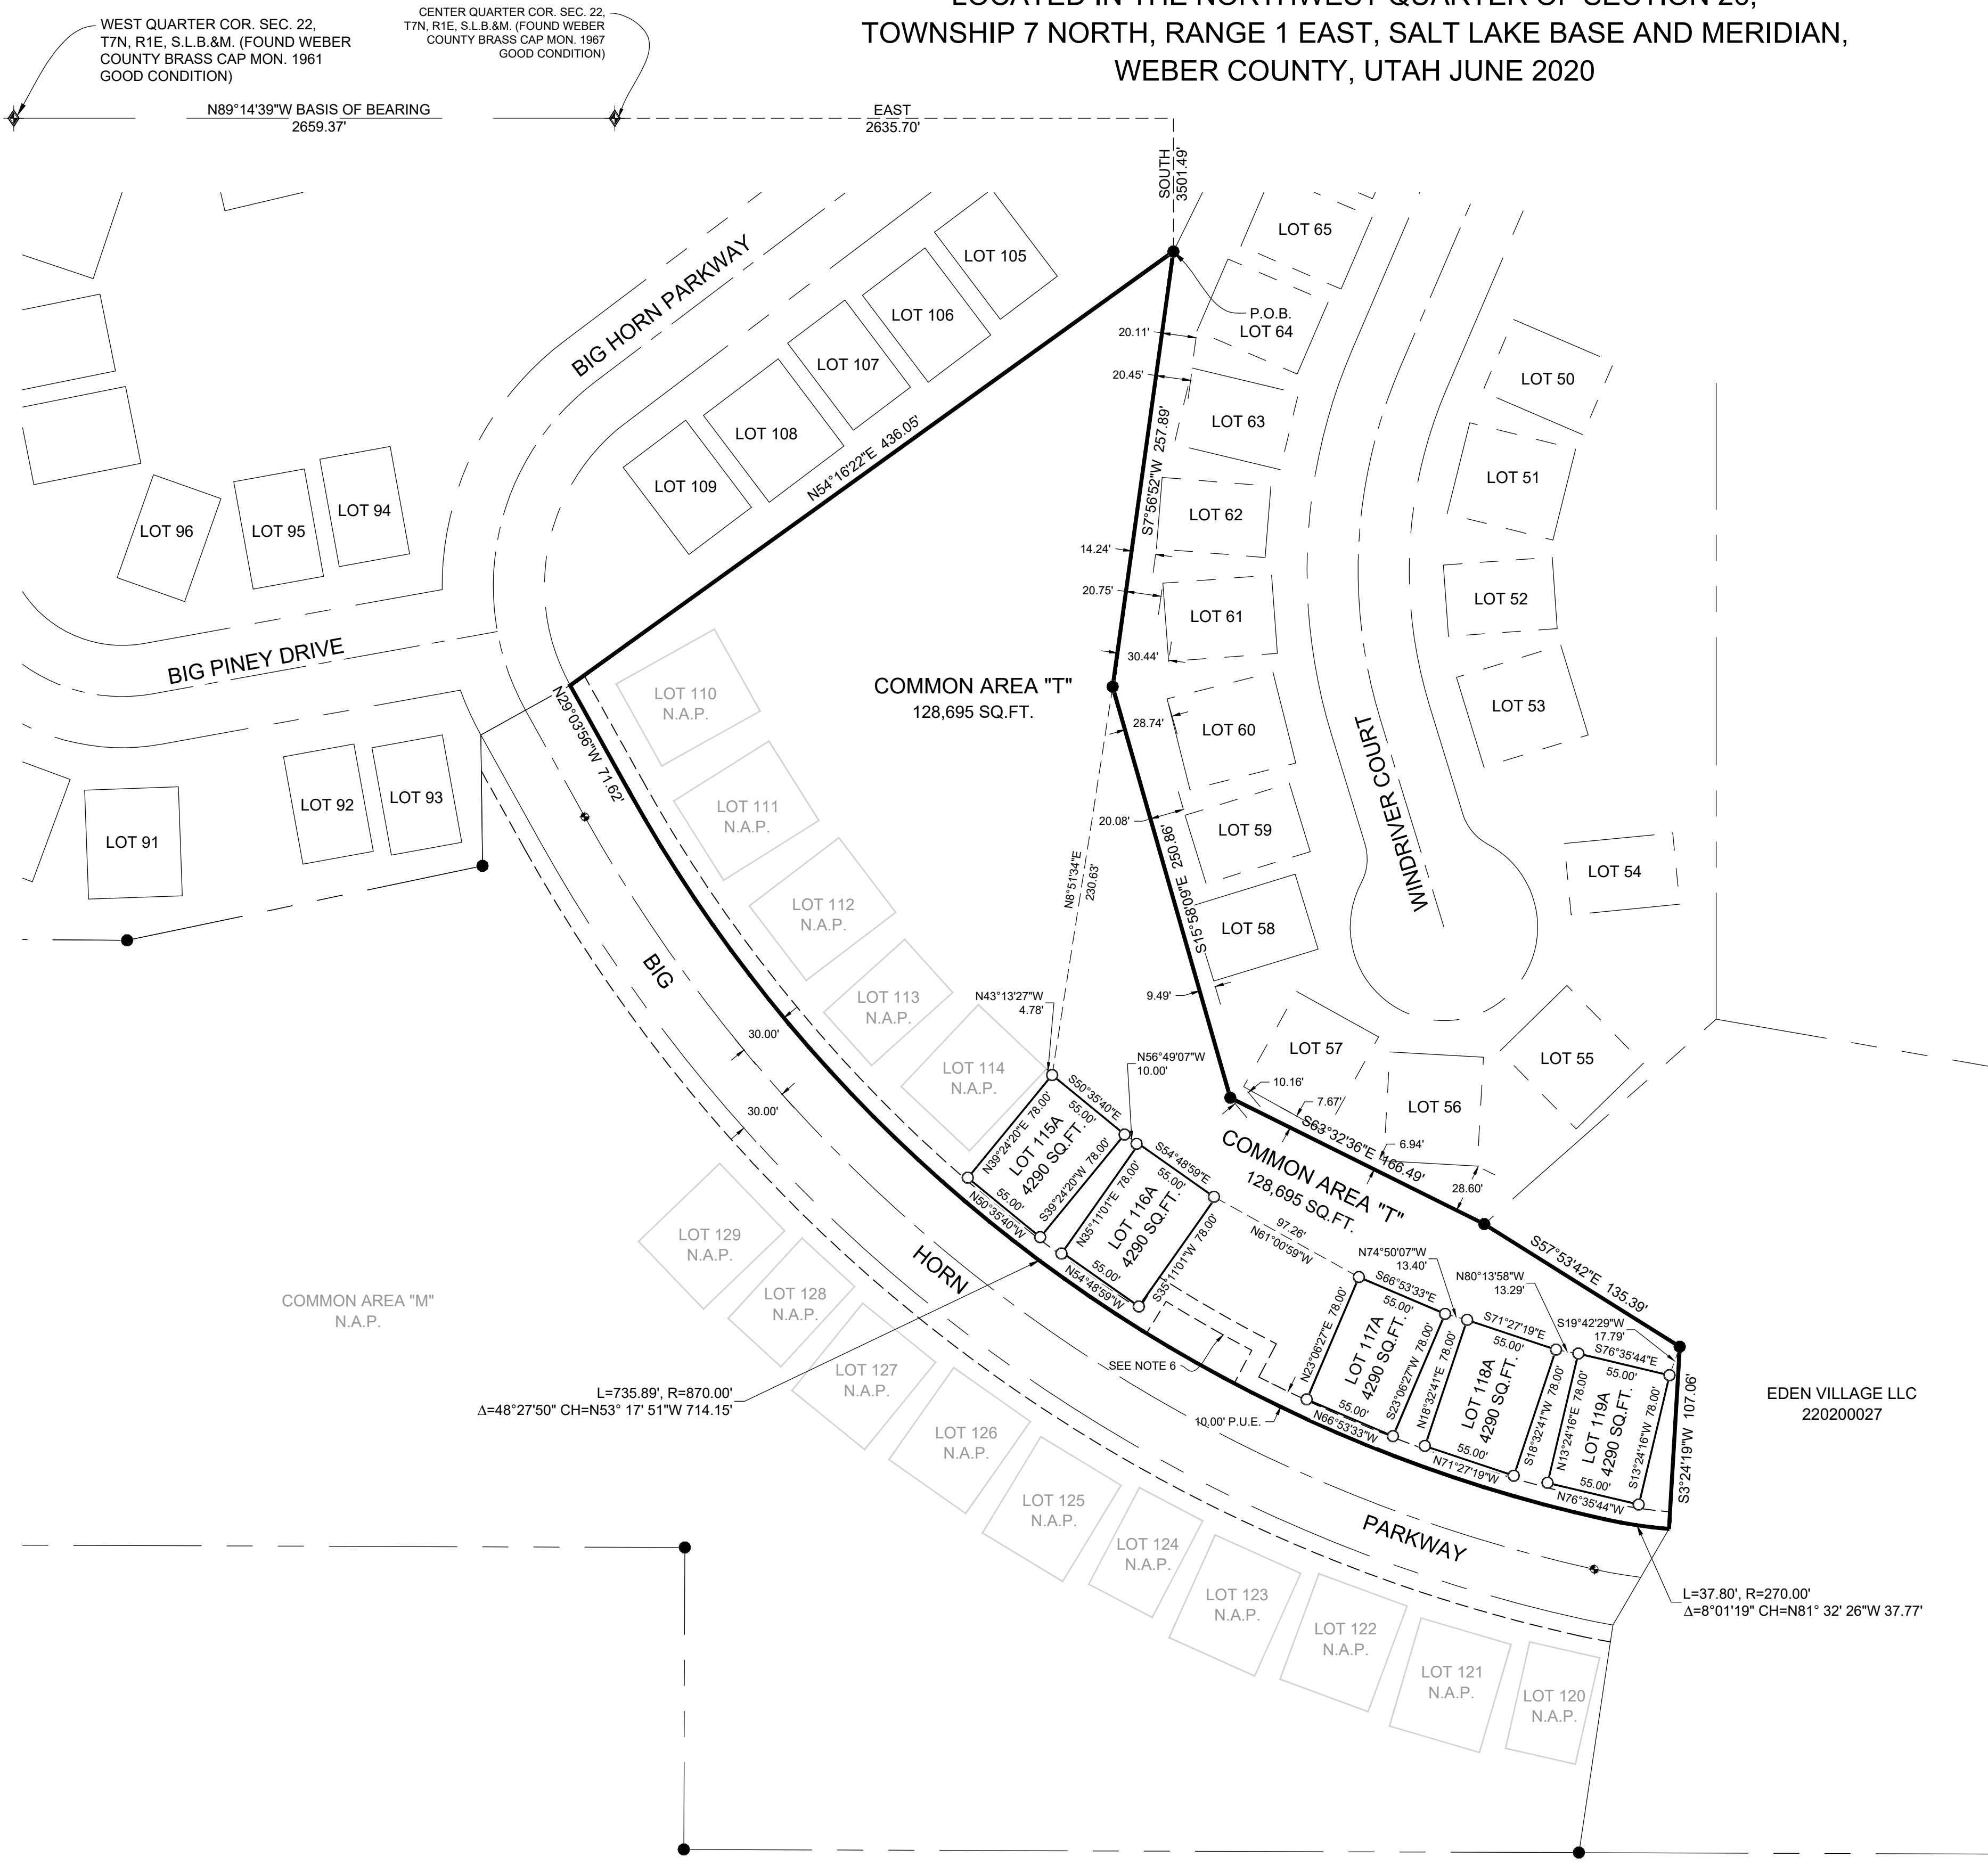 TOWNSHIP 7 NORTH, RANGE 1 EAST, SALT LAKE BASE AND MERIDIAN,
WEBER COUNTY, UTAH JUNE 2020
WEST QUARTER COR. SEC. 22,
T7N, R1E, S.L.B.&M. (FOUND WEBER
COUNTY BRASS CAP MON. 1961
GOOD CONDITION)
CENTER QUARTER COR. SEC. 22,
T7N, R1E, S.L.B.&M. (FOUND WEBER
COUNTY BRASS CAP MON. 1967
GOOD CONDITION)
N89°14'39"W BASIS OF BEARING
2659.37'
EAST
2635.70'
SOUTH
3501.49'
LOT 65
LOT 105
BIG HORN PARKWAY
P.O.B.
LOT 64
LOT 106
20.11'
LOT 107
20.45'
LOT 50
LOT 63
LOT 108
N54°16'22"E 436.05'
S7°56'52"W 257.89'
LOT 51
LOT 109
LOT 94
LOT 95
LOT 96
LOT 62
14.24'
20.75'
LOT 52
LOT 61
BIG PINEY DRIVE
30.44'
COMMON AREA "T"
128,695 SQ.FT.
LOT 110
N.A.P.
N29°03'56"W 71.62'
LOT 53
28.74'
LOT 60
WINDRIVER COURT
LOT 92
LOT 93
LOT 91
LOT 111
N.A.P.
20.08'
LOT 59
N8°51'34"E
230.63'
S15°58'09"E 250.86'
LOT 54
LOT 112
N.A.P.
LOT 58
BIG
LOT 113
N.A.P.
N43°13'27"W
4.78'
9.49'
30.00'
LOT 57
LOT 55
LOT 114
N.A.P.
N56°49'07"W
10.00'
10.16'
7.67'
LOT 56
30.00'
S63°32'36"E 166.49'
6.94'
28.60'
S50°35'40"E
55.00'
N39°24'20"E 78.00'
LOT 115A
4290 SQ.FT.
S39°24'20"W 78.00'
55.00'
N50°35'40"W
S54°48'59"E
55.00'
N35°11'01"E 78.00'
LOT 116A
4290 SQ.FT.
S35°11'01"W 78.00'
55.00'
N54°48'59"W
COMMON AREA "T"
128,695 SQ.FT.
97.26'
N61°00'59"W
S57°53'42"E 135.39'
N74°50'07"W
13.40'
N80°13'58"W
13.29'
S19°42'29"W
17.79'
LOT 129
N.A.P.
HORN
COMMON AREA "M"
N.A.P.
LOT 128
N.A.P.
LOT 127
N.A.P.
SEE NOTE 6
S66°53'33"E
55.00'
N23°06'27"E 78.00'
LOT 117A
4290 SQ.FT.
S23°06'27"W 78.00'
55.00'
N66°53'33"W
S71°27'19"E
55.00'
N18°32'41"E 78.00'
LOT 118A
4290 SQ.FT.
S18°32'41"W 78.00'
55.00'
N71°27'19"W
S76°35'44"E
55.00'
N13°24'16"E 78.00'
LOT 119A
4290 SQ.FT.
S13°24'16"W 78.00'
55.00'
N76°35'44"W
S3°24'19"W 107.06'
EDEN VILLAGE LLC
220200027
L=735.89', R=870.00'
Δ=48°27'50" CH=N53° 17' 51"W 714.15'
10.00' P.U.E.
LOT 126
N.A.P.
LOT 125
N.A.P.
PARKWAY
LOT 124
N.A.P.
LOT 123
N.A.P.
L=37.80', R=270.00'
Δ=8°01'19" CH=N81° 32' 26"W 37.77'
LOT 122
N.A.P.
LOT 121
N.A.P.
LOT 120
N.A.P.